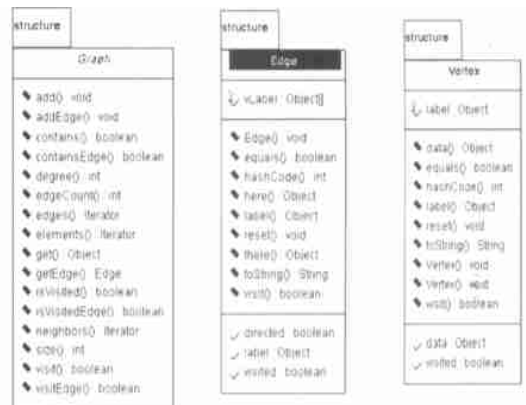 structure
Graph
add() void
addEdge() void
contains() boolean
containsEdge() boolean
degree() int
edgeCount() int
edges() Iterator
elements() Iterator
get() Object
getEdge() Edge
isVisited() boolean
isVisitedEdge() boolean
neighbors() Iterator
size() int
visit() boolean
visitEdge() boolean
structure
Edge
vLabel Object[]
Edge() void
equals() boolean
hashCode() int
here() Object
label() Object
reset() void
there() Object
toString() String
visit() boolean
directed boolean
label Object
visited boolean
structure
Vertex
label Object
data() Object
equals() boolean
hashCode() int
label() Object
reset() void
toString() String
Vertex() void
Vertex() void
visit() boolean
data Object
visited boolean